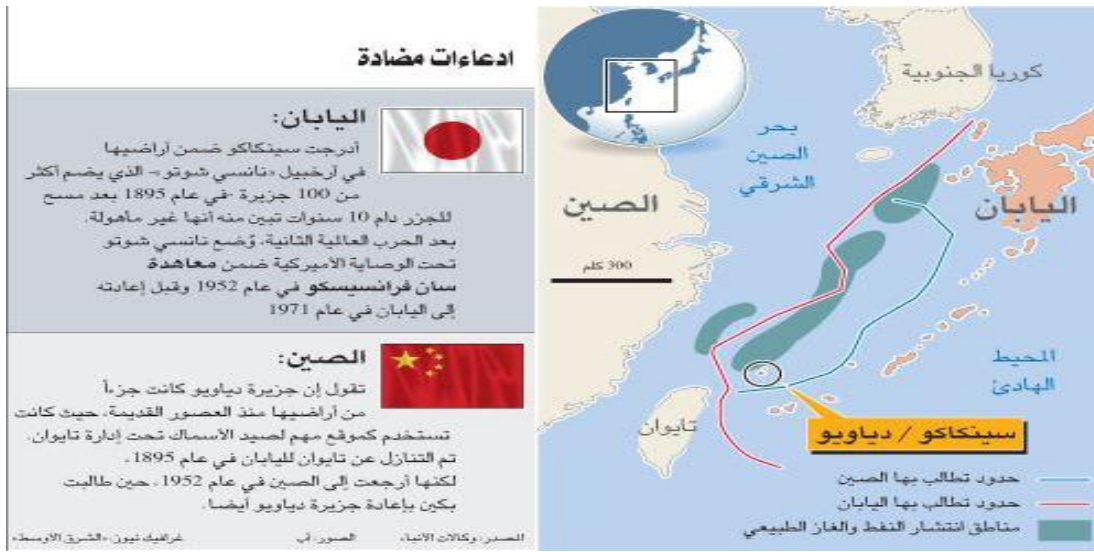 ادعاءات مضادة
اليابان:
أدرجت سينكاكو ضمن أراضيها
في أرخبيل «نانسي شوتو»- الذي يضم أكثر
من 100 جزيرة -في عام 1895 بعد مسح
للجزر دام 10 سنوات تبين منه أنها غير مأهولة.
بعد الحرب العالمية الثانية، وُضع نانسي شوتو
تحت الوصاية الأميركية ضمن معاهدة
سان فرانسيسكو في عام 1952 وقبل إعادته
إلى اليابان في عام 1971
الصين:
تقول إن جزيرة دياويو كانت جزءاً
من أراضيها منذ العصور القديمة، حيث كانت
تستخدم كموقع مهم لصيد الأسماك تحت إدارة تايوان.
تم التنازل عن تايوان لليابان في عام 1895،
لكنها أرجعت إلى الصين في عام 1952، حين طالبت
بكين بإعادة جزيرة دياويو أيضا.
المصدر: وكالات الأنباء
الصور: أب
غرافيك نيوز، «الشرق الأوسط»
كوريا الجنوبية
بحر
الصين
الشرقي
الصين
اليابان
300 كلم
المحيط
الهادئ
تايوان
سينكاكو / دياويو
حدود تطالب بها الصين
حدود تطالب بها اليابان
مناطق انتشار النفط والغاز الطبيعي